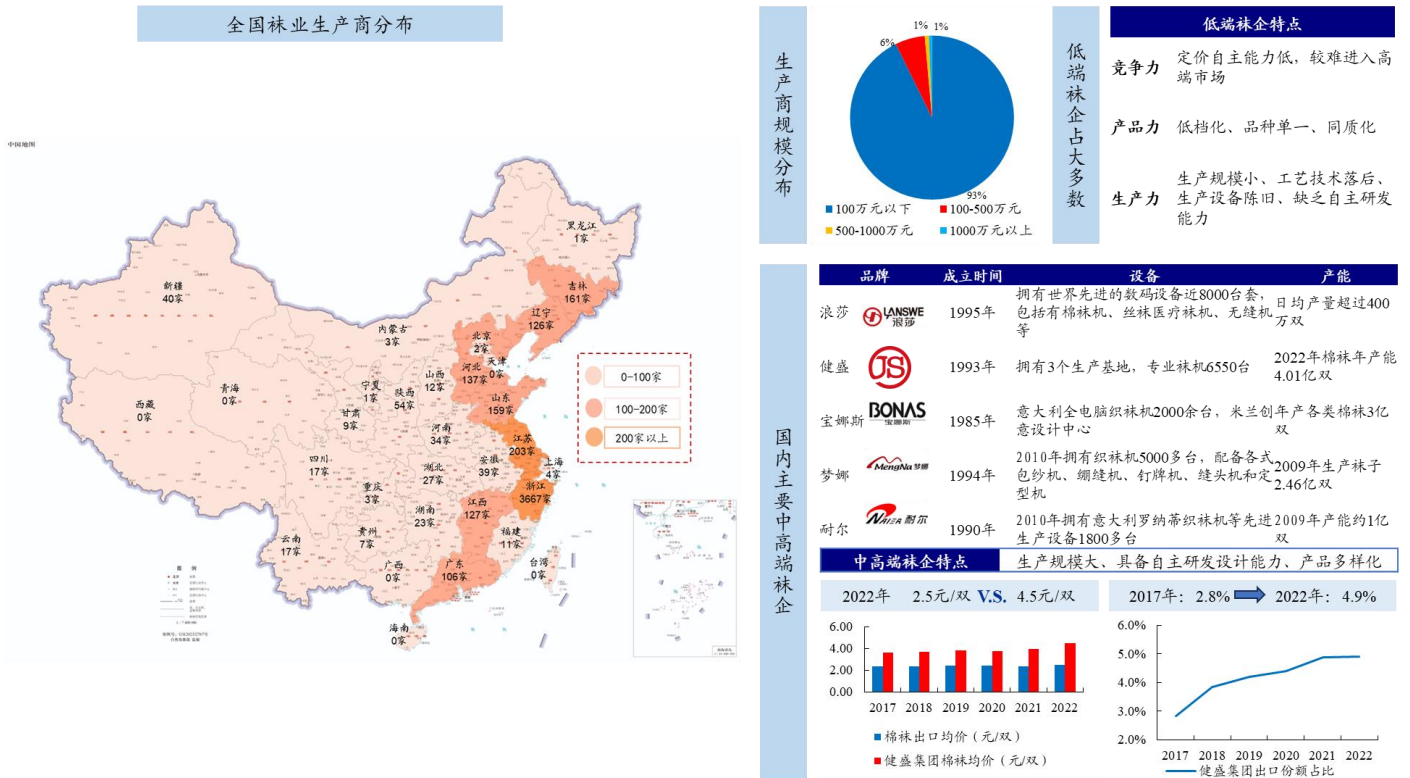 全国袜业生产商分布
中国地图
黑龙江
1家
吉林
161家
辽宁
126家
新疆
40家
内蒙古
3家
北京
2家
天津
0家
河北
137家
山西
12家
宁夏
1家
陕西
54家
青海
0家
甘肃
9家
山东
159家
西藏
0家
河南
34家
江苏
203家
安徽
39家
上海
4家
四川
17家
湖北
27家
重庆
3家
浙江
3667家
湖南
23家
江西
127家
贵州
7家
福建
11家
云南
17家
广西
0家
广东
106家
台湾
0家
海南
0家
图 例
0-100家
100-200家
200家以上
生产商规模分布
1%
1%
6%
93%
100万元以下
100-500万元
500-1000万元
1000万元以上
低端袜企占大多数
低端袜企特点
竞争力 定价自主能力低，较难进入高
端市场
产品力 低档化、品种单一、同质化
生产力 生产规模小、工艺技术落后、
生产设备陈旧、缺乏自主研发
能力
国内主要中高端袜企
品牌 成立时间 设备 产能
浪莎 LANSWE 浪莎 1995年 拥有世界先进的数码设备近8000台套，
包括有棉袜机、丝袜医疗袜机、无缝机
等
日均产量超过400
万双
健盛 JS 1993年 拥有3个生产基地，专业袜机6550台
2022年棉袜年产能
4.01亿双
宝娜斯 BONAS 宝娜斯 1985年 意大利全电脑织袜机2000余台，米兰创
意设计中心
年产各类棉袜3亿
双
梦娜 MengNa 梦娜 1994年 2010年拥有织袜机5000多台，配备各式
包纱机、绷缝机、钉牌机、缝头机和定
型机
2009年生产袜子
2.46亿双
耐尔 NAIER 耐尔 1990年 2010年拥有意大利罗纳蒂织袜机等先进
生产设备1800多台
2009年产能约1亿
双
中高端袜企特点 生产规模大、具备自主研发设计能力、产品多样化
2022年 2.5元/双 V.S. 4.5元/双
2017年：2.8% 2022年：4.9%
6.00
4.00
2.00
0.00
2017 2018 2019 2020 2021 2022
棉袜出口均价（元/双）
健盛集团棉袜均价（元/双）
6.0%
5.0%
4.0%
3.0%
2.0%
2017 2018 2019 2020 2021 2022
健盛集团出口份额占比